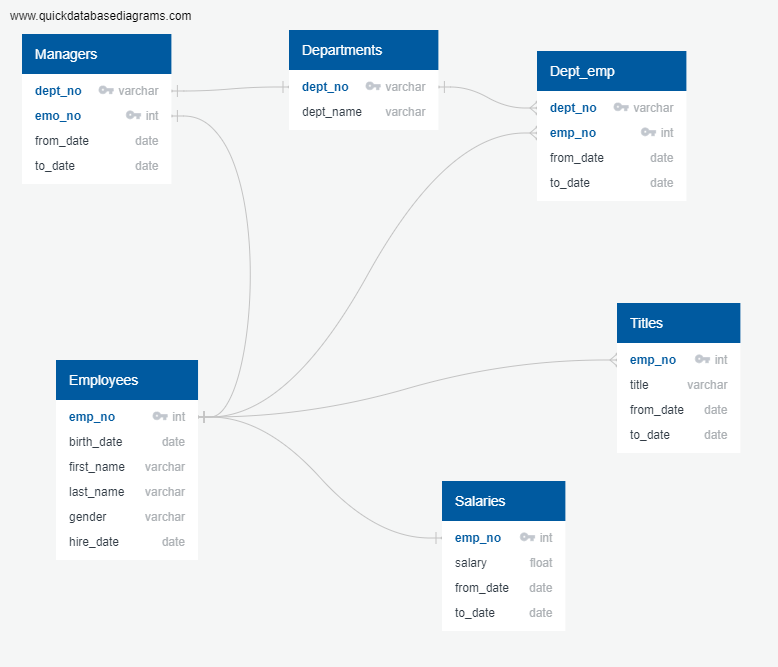 www.quickdatabasediagrams.com
Managers
dept_no varchar
emo_no int
from_date date
to_date date
Departments
dept_no varchar
dept_name varchar
Dept_emp
dept_no varchar
emp_no int
from_date date
to_date date
Employees
emp_no int
birth_date date
first_name varchar
last_name varchar
gender varchar
hire_date date
Titles
emp_no int
title varchar
from_date date
to_date date
Salaries
emp_no int
salary float
from_date date
to_date date